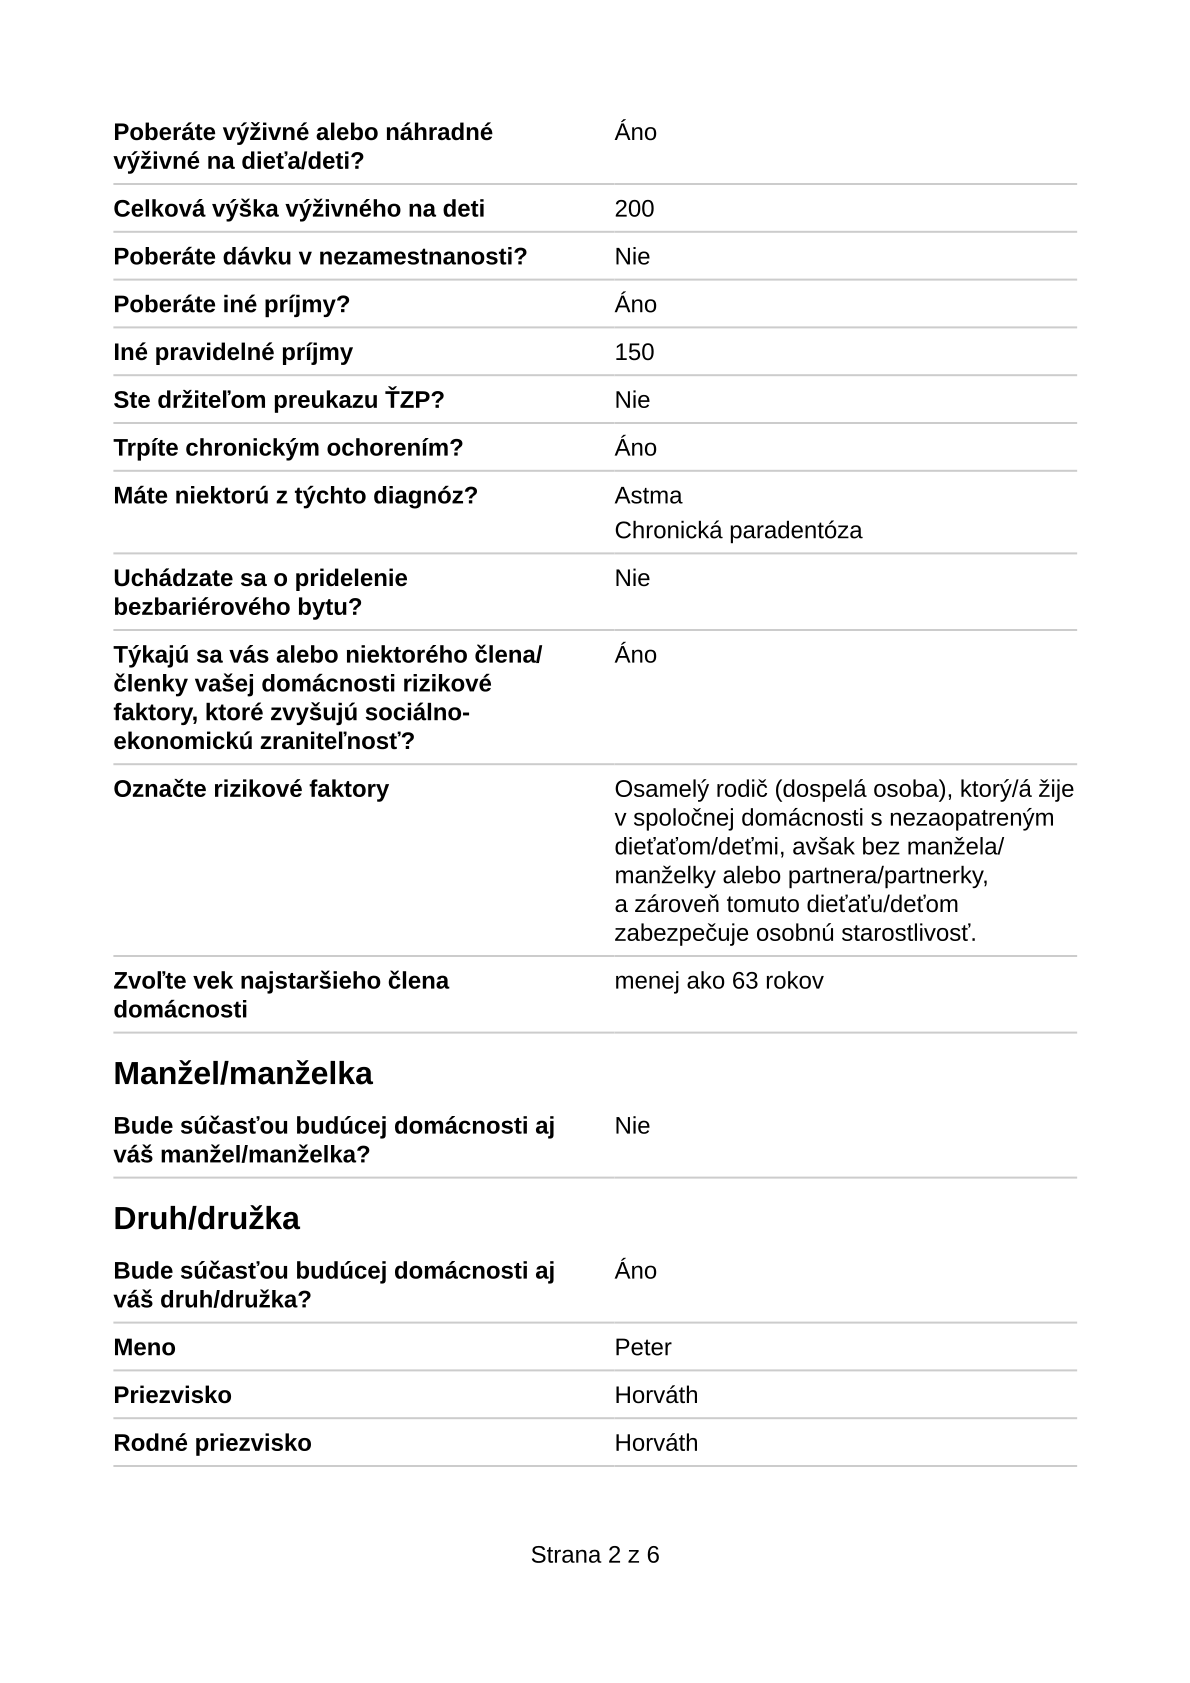 Poberáte výživné alebo náhradné
výživné na dieťa/deti?
Áno
Celková výška výživného na deti
200
Poberáte dávku v nezamestnanosti?
Nie
Poberáte iné príjmy?
Áno
Iné pravidelné príjmy
150
Ste držiteľom preukazu ŤZP?
Nie
Trpíte chronickým ochorením?
Áno
Máte niektorú z týchto diagnóz?
Astma
Chronická paradentóza
Uchádzate sa o pridelenie
bezbariérového bytu?
Nie
Týkajú sa vás alebo niektorého člena/
členky vašej domácnosti rizikové
faktory, ktoré zvyšujú sociálno-
ekonomickú zraniteľnosť?
Áno
Označte rizikové faktory
Osamelý rodič (dospelá osoba), ktorý/á žije
v spoločnej domácnosti s nezaopatreným
dieťaťom/deťmi, avšak bez manžela/
manželky alebo partnera/partnerky,
a zároveň tomuto dieťaťu/deťom
zabezpečuje osobnú starostlivosť.
Zvoľte vek najstaršieho člena
domácnosti
menej ako 63 rokov
Manžel/manželka
Bude súčasťou budúcej domácnosti aj
váš manžel/manželka?
Nie
Druh/družka
Bude súčasťou budúcej domácnosti aj
váš druh/družka?
Áno
Meno
Peter
Priezvisko
Horváth
Rodné priezvisko
Horváth
Strana 2 z 6